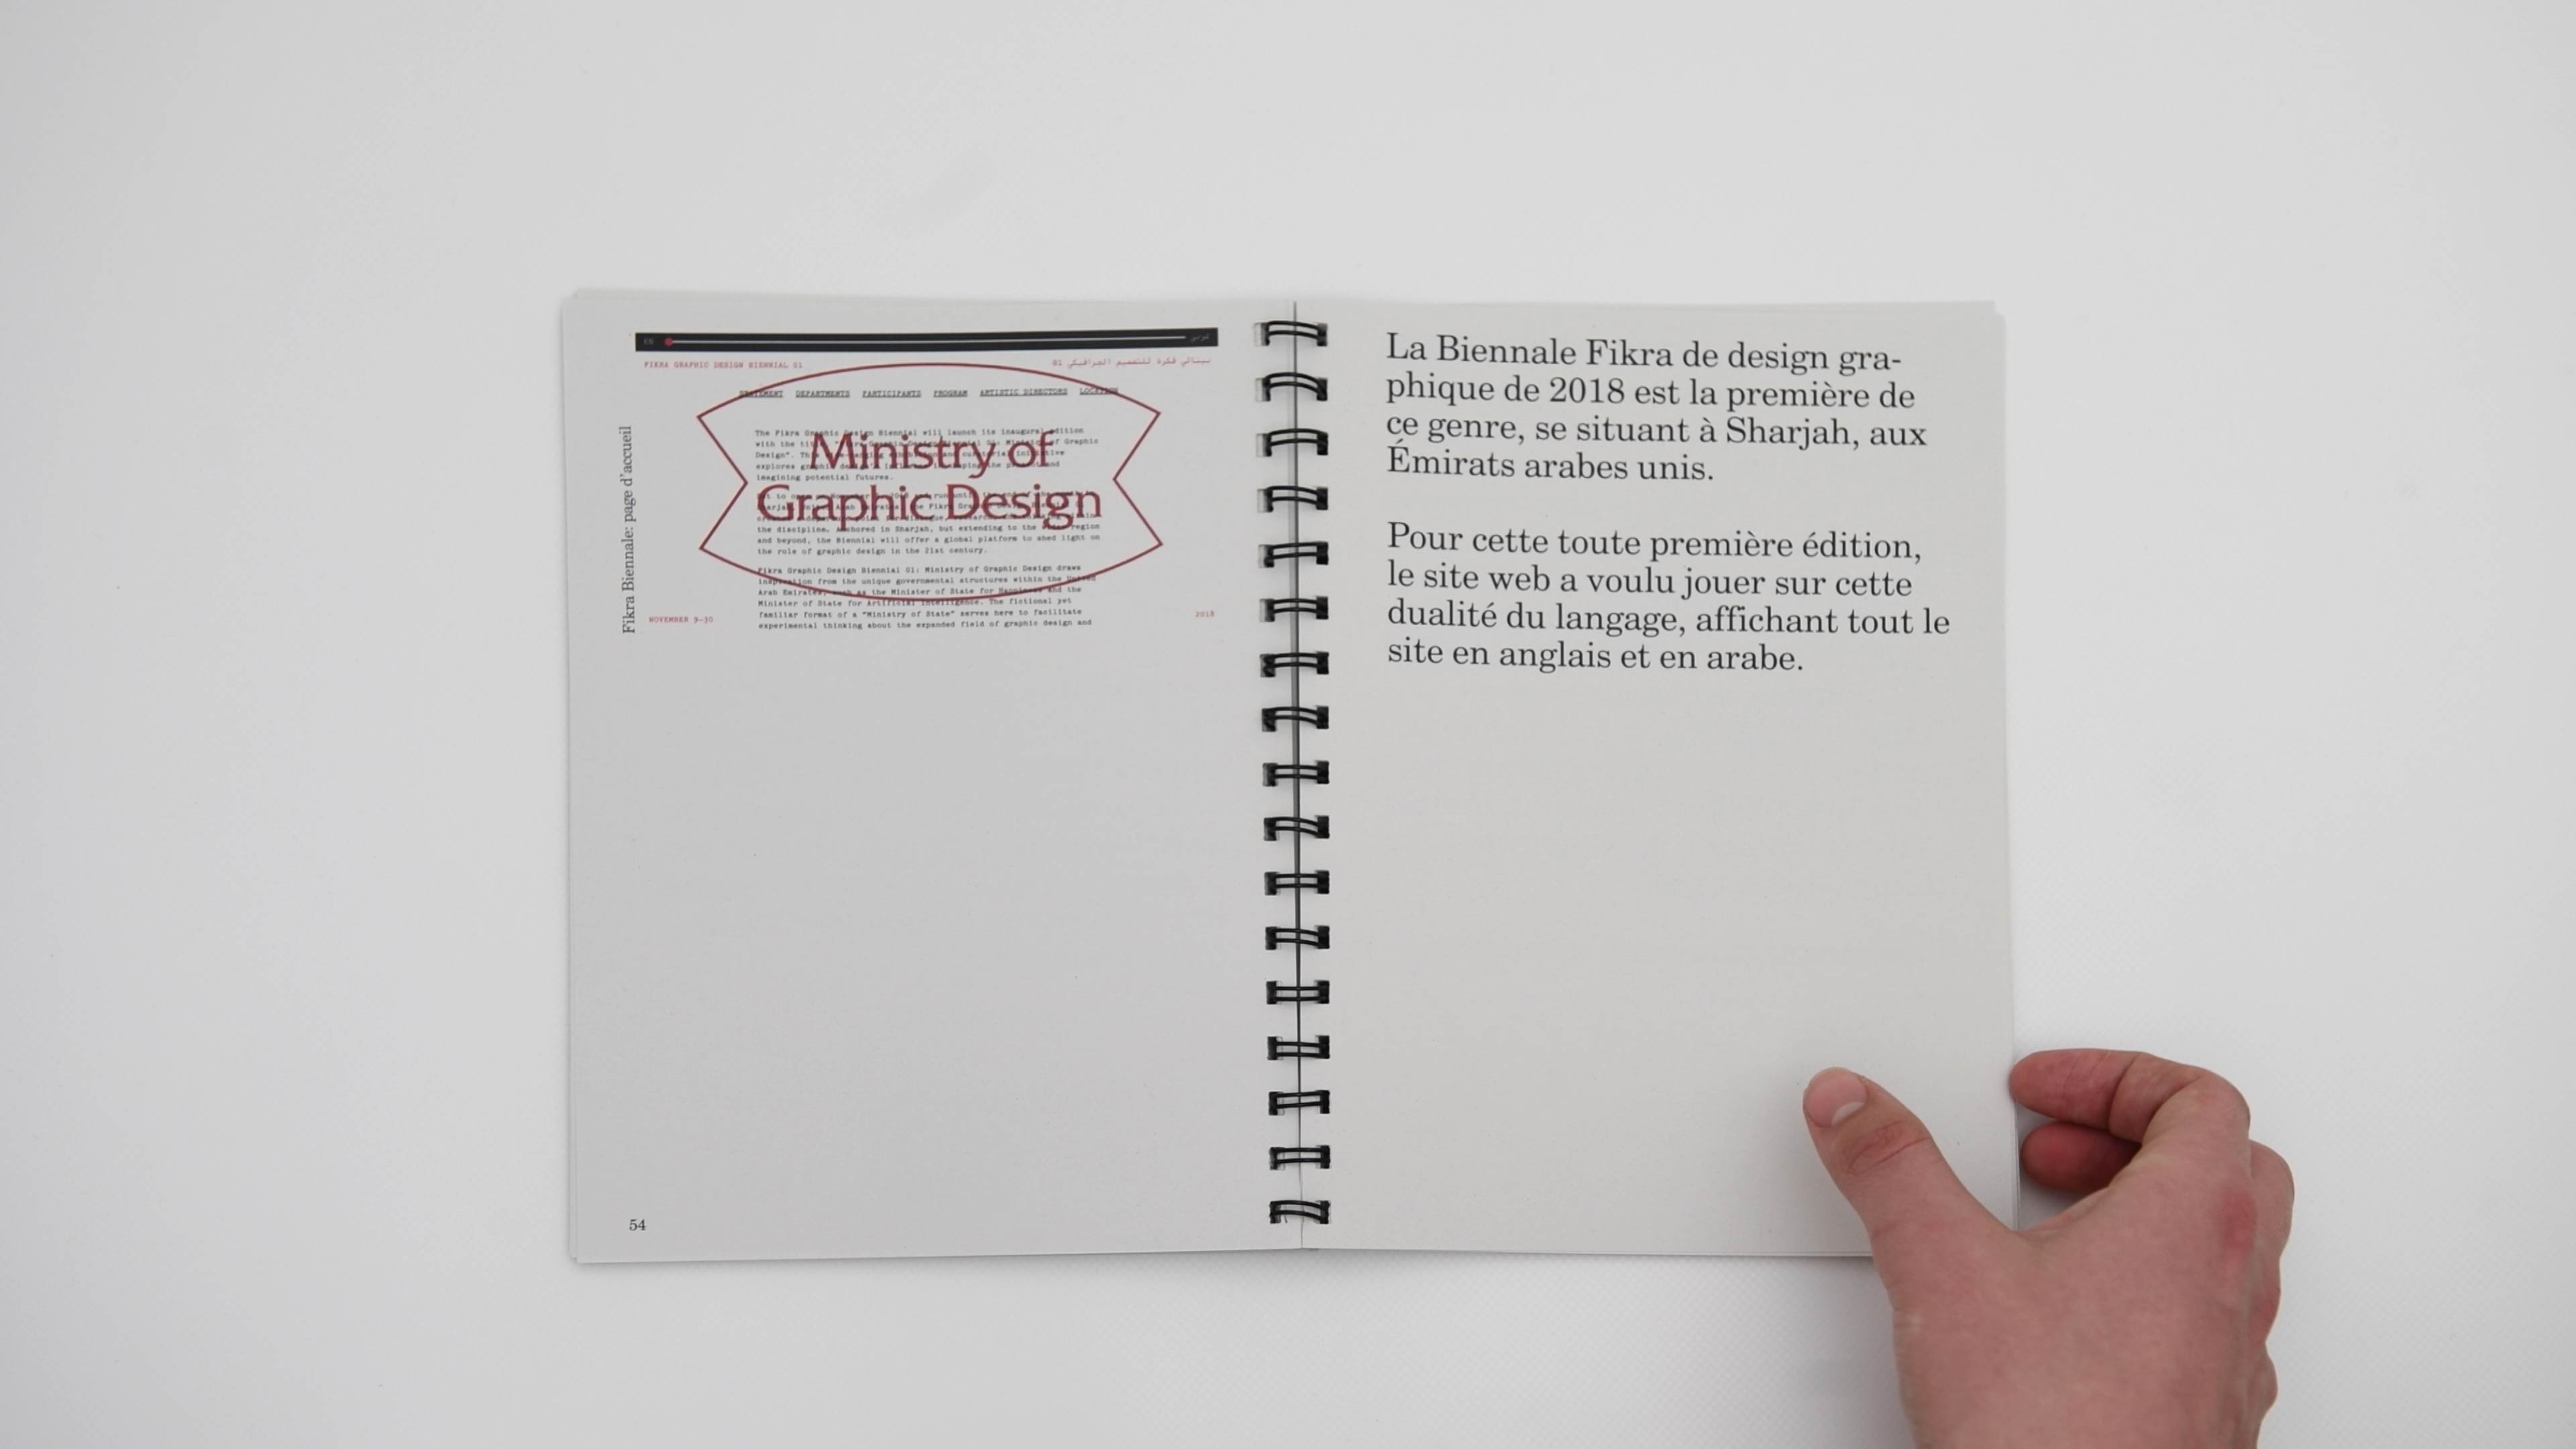 EN
عربي
FIKRA GRAPHIC DESIGN BIENNIAL 01
بينالي فكرة للتصميم الجرافيكي 01
STATEMENT DEPARTMENTS PARTICIPANTS PROGRAM ARTISTIC DIRECTORS LOCATION
Ministry of
Graphic Design
The Fikra Graphic Design Biennial will launch its inaugural edition
with the of Graphic
Design".
explores graphic design's the present and
imagining potential futures.
the discipline. Anchored in Sharjah, but extending to the region
and beyond, the Biennial will offer a global platform to shed light on
the role of graphic design in the 21st century.
Fikra Graphic Design Biennial 01: Ministry of Graphic Design draws
inspiration from the unique governmental structures within the United
Arab Emirates, such as the Minister of State for Happiness and the
Minister of State for Artificial Intelligence. The fictional yet
familiar format of a "Ministry of State" serves here to facilitate
experimental thinking about the expanded field of graphic design and
NOVEMBER 9–30
2018
Fikra Biennale: page d'accueil
54
La Biennale Fikra de design gra-
phique de 2018 est la première de
ce genre, se situant à Sharjah, aux
Émirats arabes unis.
Pour cette toute première édition,
le site web a voulu jouer sur cette
dualité du langage, affichant tout le
site en anglais et en arabe.